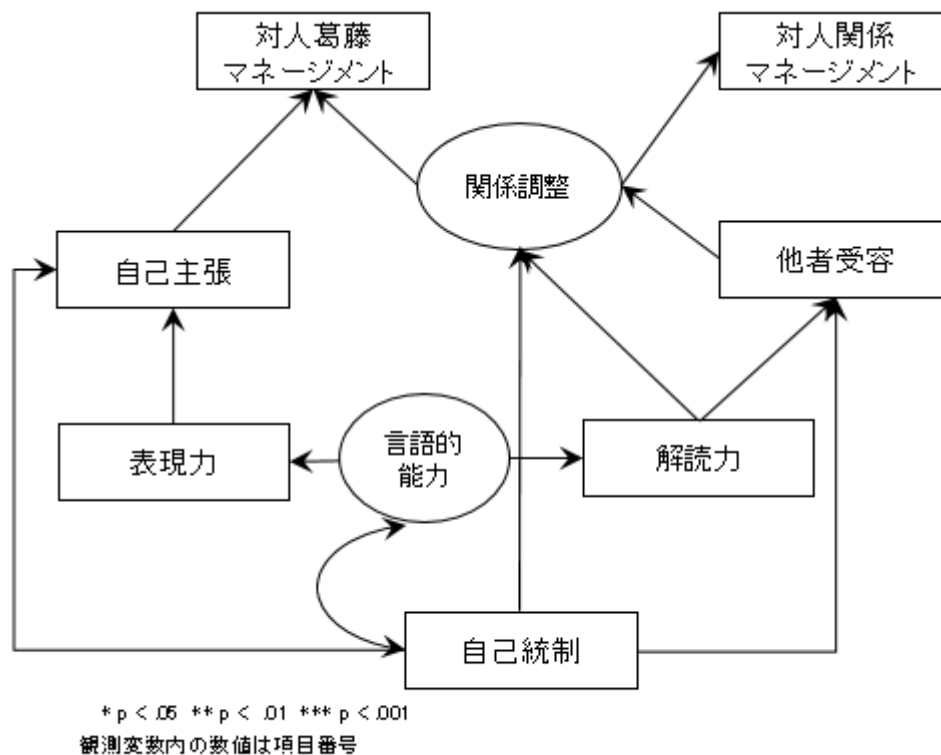 対人葛藤
マネージメント
対人関係
マネージメント
関係調整
自己主張
他者受容
表現力
言語的
能力
解読力
自己統制
* p < .05 ** p < .01 *** p <.001
観測変数内の数値は項目番号